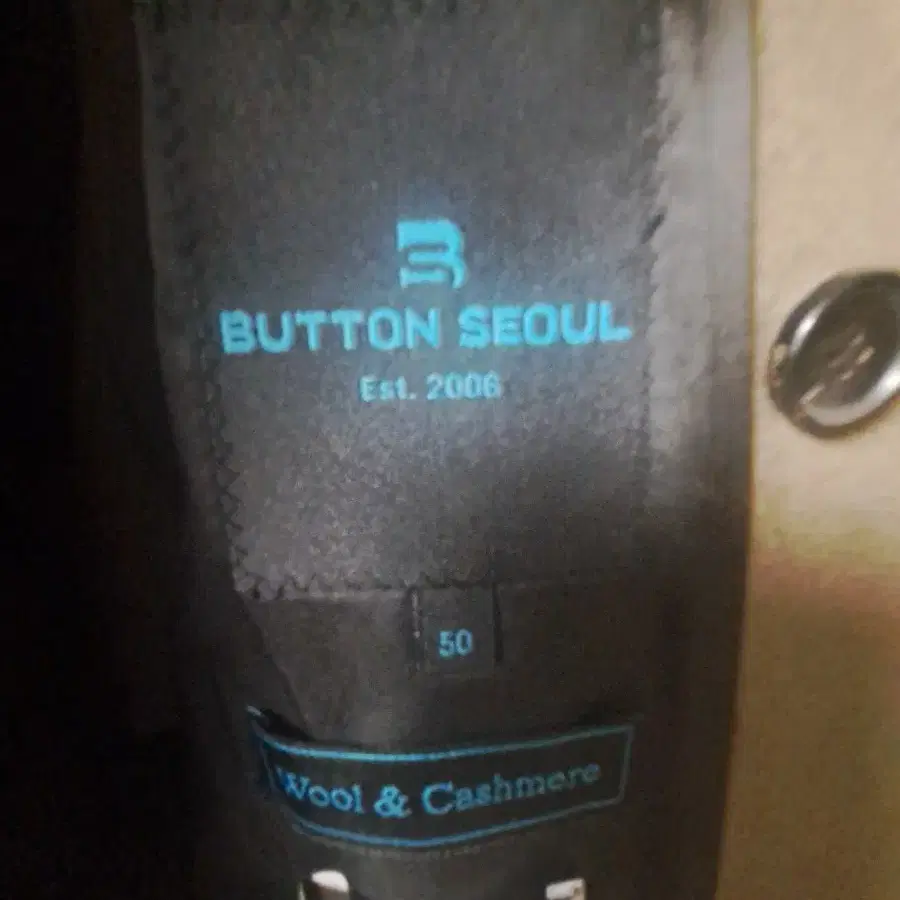 B
BUTTON SEOUL
Est. 2006
50
Wool & Cashmere